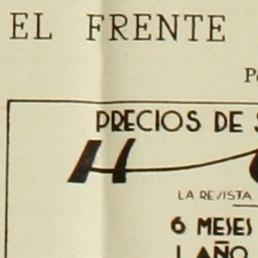 EL FRENTE
PRECIOS DE
H
LA REVISTA
6 MESES
1 AÑO